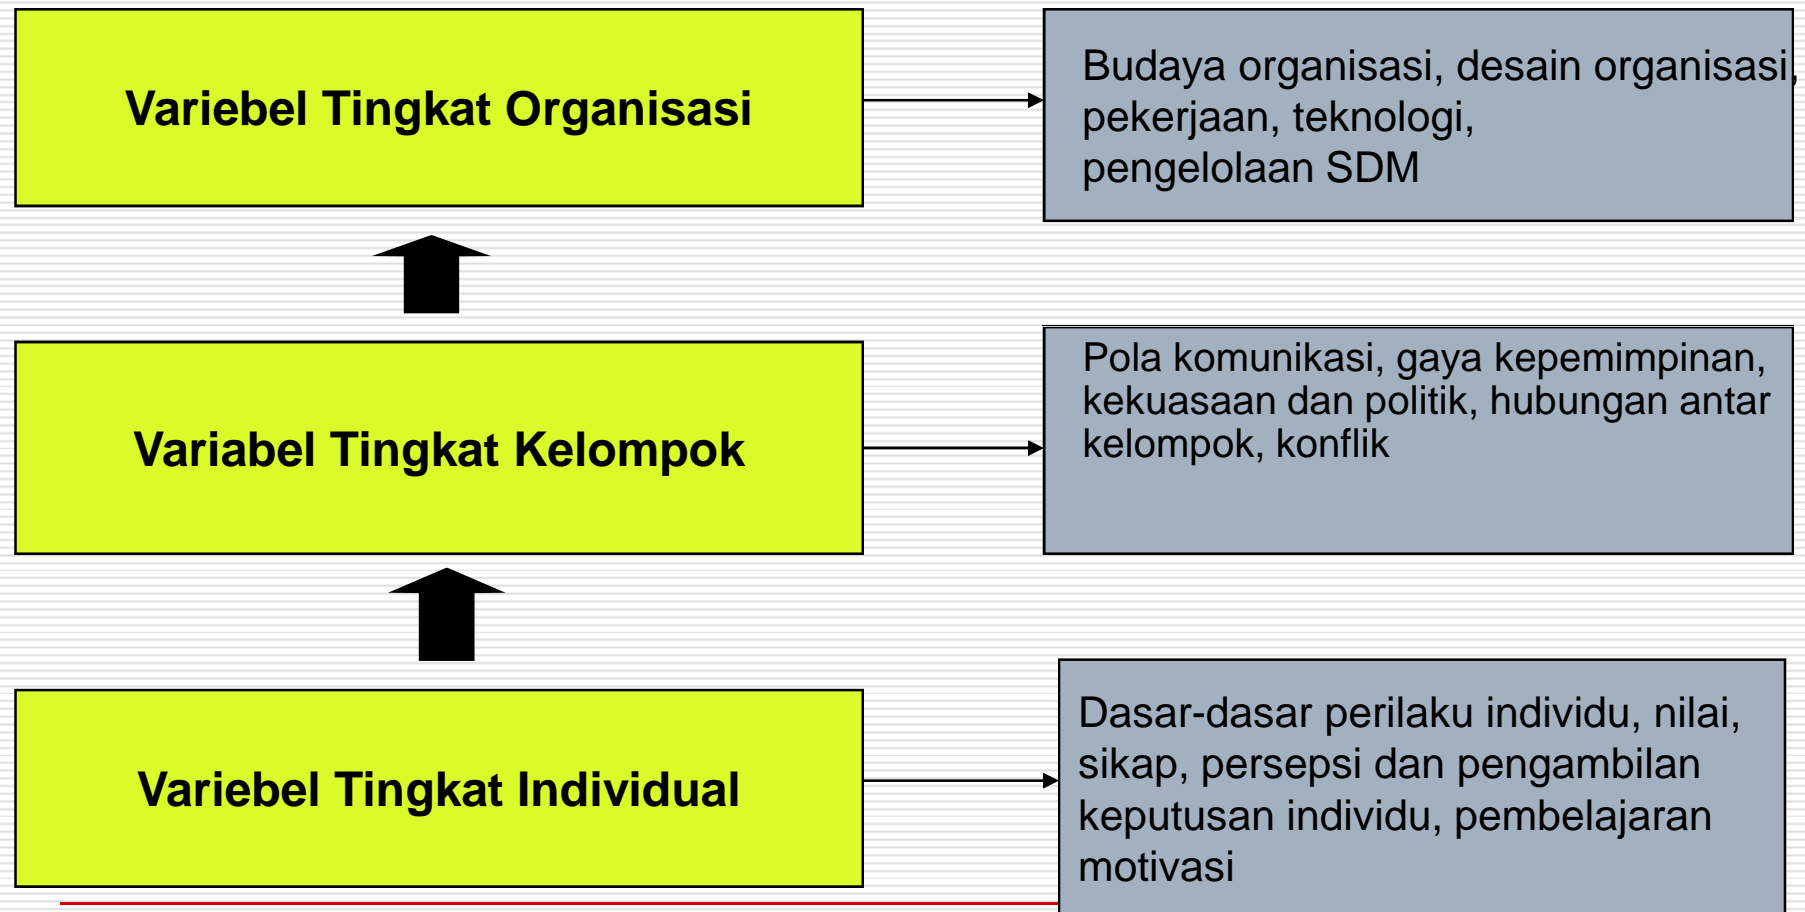 Variebel Tingkat Organisasi
Budaya organisasi, desain organisasi,
pekerjaan, teknologi,
pengelolaan SDM
Variabel Tingkat Kelompok
Pola komunikasi, gaya kepemimpinan,
kekuasaan dan politik, hubungan antar
kelompok, konflik
Variebel Tingkat Individual
Dasar-dasar perilaku individu, nilai,
sikap, persepsi dan pengambilan
keputusan individu, pembelajaran
motivasi